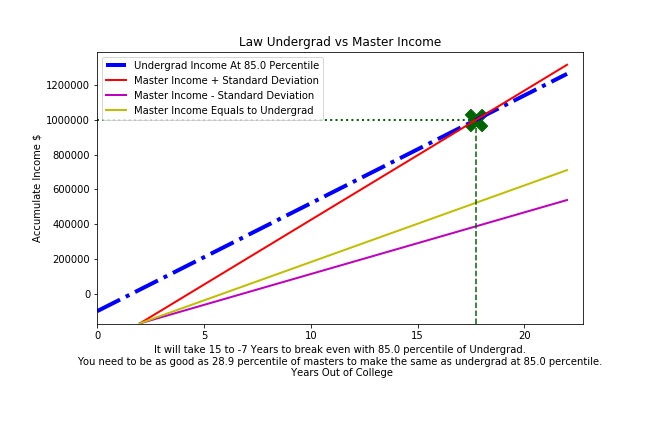 Law Undergrad vs Master Income
Undergrad Income At 85.0 Percentile
Master Income + Standard Deviation
Master Income - Standard Deviation
Master Income Equals to Undergrad
Accumulate Income $
1200000
1000000
800000
600000
400000
200000
0
0 5 10 15 20
It will take 15 to -7 Years to break even with 85.0 percentile of Undergrad.
You need to be as good as 28.9 percentile of masters to make the same as undergrad at 85.0 percentile.
Years Out of College